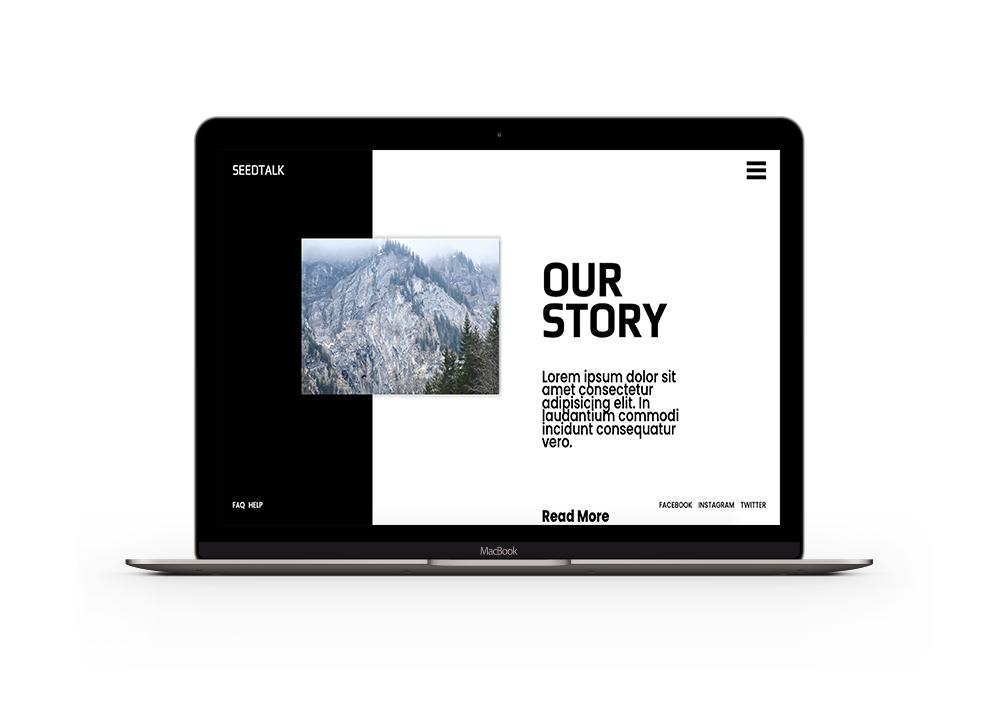 SEEDTALK
OUR
STORY
Lorem ipsum dolor sit
amet consectetur
adipisicing elit. In
laudantium commodi
incidunt consequatur
vero.
Read More
FAQ HELP
FACEBOOK INSTAGRAM TWITTER
MacBook